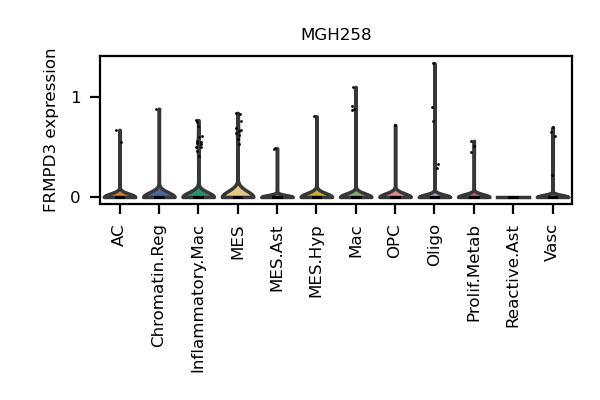 MGH258
FRMPD3 expression
1
0
AC
Chromatin.Reg
Inflammatory.Mac
MES
MES.Ast
MES.Hyp
Mac
OPC
Oligo
Prolif.Metab
Reactive.Ast
Vasc